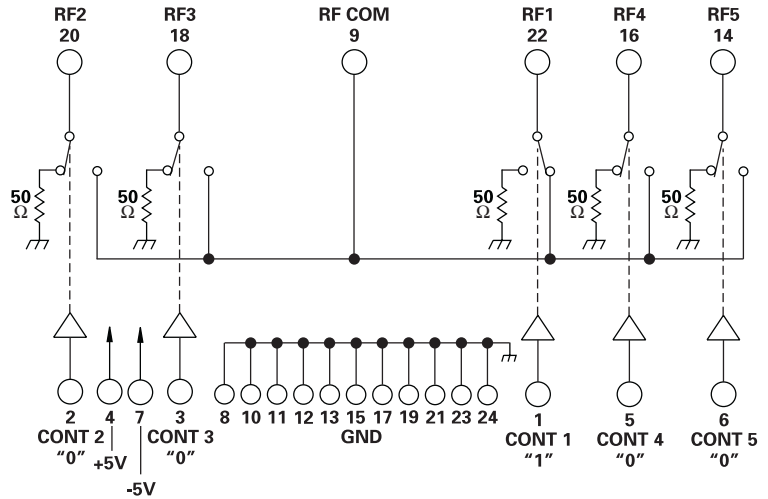 RF2 RF3 RF COM RF1 RF4 RF5
20 18 9 22 16 14
50 Ω 50 Ω 50 Ω 50 Ω 50 Ω
2 4 7 3 8 10 11 12 13 15 17 19 21 23 24 1 5 6
CONT 2 CONT 3 GND CONT 1 CONT 4 CONT 5
“0” +5V “0” “1” “0” “0”
-5V